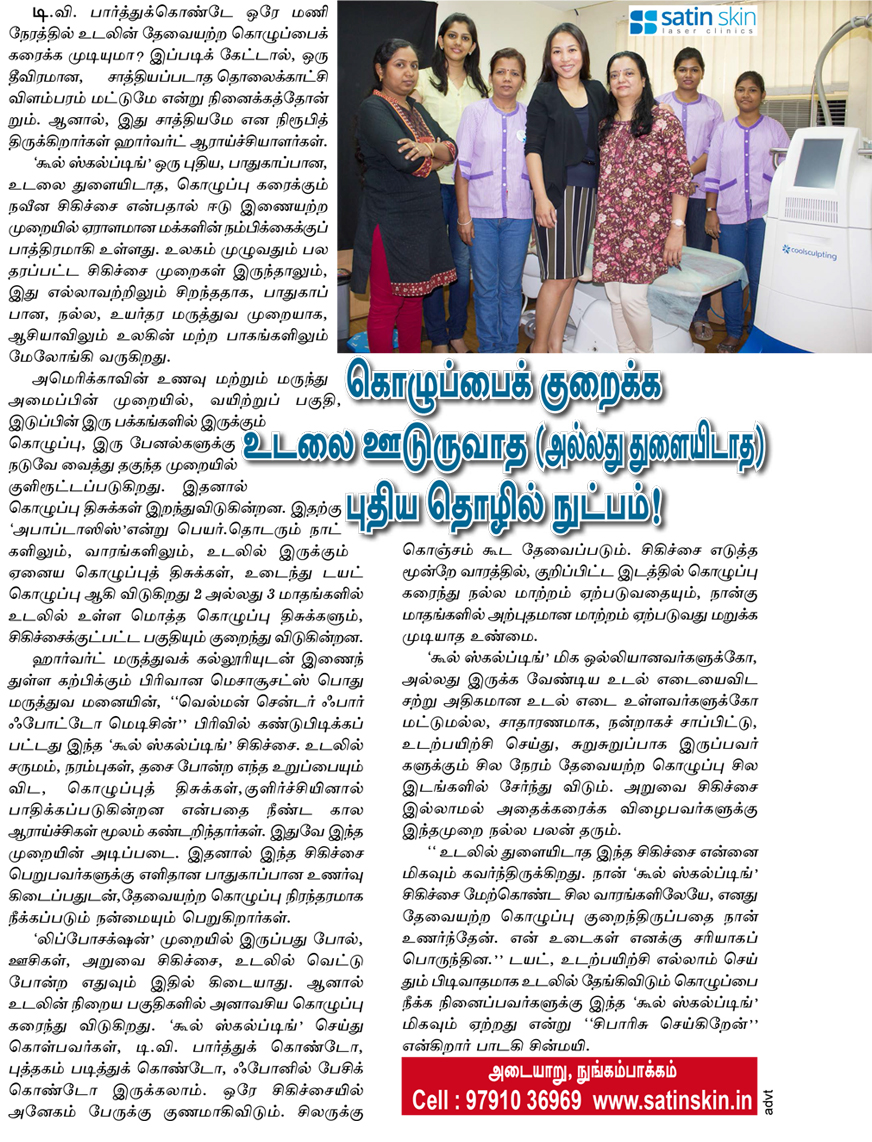 டி.வி. பார்த்துக்கொண்டே ஒரே மணி
நேரத்தில் உடலின் தேவையற்ற கொழுப்பைக்
கரைக்க முடியுமா? இப்படிக் கேட்டால், ஒரு
தீவிரமான, சாத்தியப்படாத தொலைக்காட்சி
விளம்பரம் மட்டுமே என்று நினைக்கத்தோன்
றும். ஆனால், இது சாத்தியமே என நிரூபித்
திருக்கிறார்கள் ஹார்வர்ட் ஆராய்ச்சியாளர்கள்.
‘கூல் ஸ்கல்ப்டிங்’ ஒரு புதிய, பாதுகாப்பான,
உடலை துளையிடாத, கொழுப்பு கரைக்கும்
நவீன சிகிச்சை என்பதால் ஈடு இணையற்ற
முறையில் ஏராளமான மக்களின் நம்பிக்கைக்குப்
பாத்திரமாகி உள்ளது. உலகம் முழுவதும் பல
தரப்பட்ட சிகிச்சை முறைகள் இருந்தாலும்,
இது எல்லாவற்றிலும் சிறந்ததாக, பாதுகாப்
பான, நல்ல, உயர்தர மருத்துவ முறையாக,
ஆசியாவிலும் உலகின் மற்ற பாகங்களிலும்
மேலோங்கி வருகிறது.
அமெரிக்காவின் உணவு மற்றும் மருந்து
அமைப்பின் முறையில், வயிற்றுப் பகுதி,
இடுப்பின் இரு பக்கங்களில் இருக்கும்
கொழுப்பு, இரு பேனல்களுக்கு
நடுவே வைத்து தகுந்த முறையில்
குளிரூட்டப்படுகிறது. இதனால்
கொழுப்பு திசுக்கள் இறந்துவிடுகின்றன. இதற்கு
‘அபாப்டாஸிஸ்’என்று பெயர்.தொடரும் நாட்
களிலும், வாரங்களிலும், உடலில் இருக்கும்
ஏனைய கொழுப்புத் திசுக்கள், உடைந்து டயட்
கொழுப்பு ஆகி விடுகிறது 2 அல்லது 3 மாதங்களில்
உடலில் உள்ள மொத்த கொழுப்பு திசுக்களும்,
சிகிச்சைக்குட்பட்ட பகுதியும் குறைந்து விடுகின்றன.
ஹார்வர்ட் மருத்துவக் கல்லூரியுடன் இணைந்
துள்ள கற்பிக்கும் பிரிவான மெசாசூசட்ஸ் பொது
மருத்துவ மனையின், ‘‘வெல்மன் சென்டர் ஃபார்
ஃபோட்டோ மெடிசின்’’ பிரிவில் கண்டுபிடிக்கப்
பட்டது இந்த ‘கூல் ஸ்கல்ப்டிங்’ சிகிச்சை. உடலில்
சருமம், நரம்புகள், தசை போன்ற எந்த உறுப்பையும்
விட, கொழுப்புத் திசுக்கள்,குளிர்ச்சியினால்
பாதிக்கப்படுகின்றன என்பதை நீண்ட கால
ஆராய்ச்சிகள் மூலம் கண்டறிந்தார்கள். இதுவே இந்த
முறையின் அடிப்படை. இதனால் இந்த சிகிச்சை
பெறுபவர்களுக்கு எளிதான பாதுகாப்பான உணர்வு
கிடைப்பதுடன்,தேவையற்ற கொழுப்பு நிரந்தரமாக
நீக்கப்படும் நன்மையும் பெறுகிறார்கள்.
‘லிப்போசக்ஷன்’ முறையில் இருப்பது போல்,
ஊசிகள், அறுவை சிகிச்சை, உடலில் வெட்டு
போன்ற எதுவும் இதில் கிடையாது. ஆனால்
உடலின் நிறைய பகுதிகளில் அனாவசிய கொழுப்பு
கரைந்து விடுகிறது. ‘கூல் ஸ்கல்ப்டிங்’ செய்து
கொள்பவர்கள், டி.வி. பார்த்துக் கொண்டோ,
புத்தகம் படித்துக் கொண்டோ, ஃபோனில் பேசிக்
கொண்டோ இருக்கலாம். ஒரே சிகிச்சையில்
அனேகம் பேருக்கு குணமாகிவிடும். சிலருக்கு
satin skin
laser clinics
coolsculpting
கொழுப்பைக் குறைக்க
உடலை ஊடுருவாத (அல்லது துளையிடாத)
புதிய தொழில் நுட்பம்!
கொஞ்சம் கூட தேவைப்படும். சிகிச்சை எடுத்த
மூன்றே வாரத்தில், குறிப்பிட்ட இடத்தில் கொழுப்பு
கரைந்து நல்ல மாற்றம் ஏற்படுவதையும், நான்கு
மாதங்களில் அற்புதமான மாற்றம் ஏற்படுவது மறுக்க
முடியாத உண்மை.
‘கூல் ஸ்கல்ப்டிங்’ மிக ஒல்லியானவர்களுக்கோ,
அல்லது இருக்க வேண்டிய உடல் எடையைவிட
சற்று அதிகமான உடல் எடை உள்ளவர்களுக்கோ
மட்டுமல்ல, சாதாரணமாக, நன்றாகச் சாப்பிட்டு,
உடற்பயிற்சி செய்து, சுறுசுறுப்பாக இருப்பவர்
களுக்கும் சில நேரம் தேவையற்ற கொழுப்பு சில
இடங்களில் சேர்ந்து விடும். அறுவை சிகிச்சை
இல்லாமல் அதைக்கரைக்க விழைபவர்களுக்கு
இந்தமுறை நல்ல பலன் தரும்.
‘‘ உடலில் துளையிடாத இந்த சிகிச்சை என்னை
மிகவும் கவர்ந்திருக்கிறது. நான் ‘கூல் ஸ்கல்ப்டிங்’
சிகிச்சை மேற்கொண்ட சில வாரங்களிலேயே, எனது
தேவையற்ற கொழுப்பு குறைந்திருப்பதை நான்
உணர்ந்தேன். என் உடைகள் எனக்கு சரியாகப்
பொருந்தின.’’ டயட், உடற்பயிற்சி எல்லாம் செய்
தும் பிடிவாதமாக உடலில் தேங்கிவிடும் கொழுப்பை
நீக்க நினைப்பவர்களுக்கு இந்த ‘கூல் ஸ்கல்ப்டிங்’
மிகவும் ஏற்றது என்று ‘‘சிபாரிசு செய்கிறேன்’’
என்கிறார் பாடகி சின்மயி.
அடையாறு, நுங்கம்பாக்கம்
Cell : 97910 36969 www.satinskin.in
advt